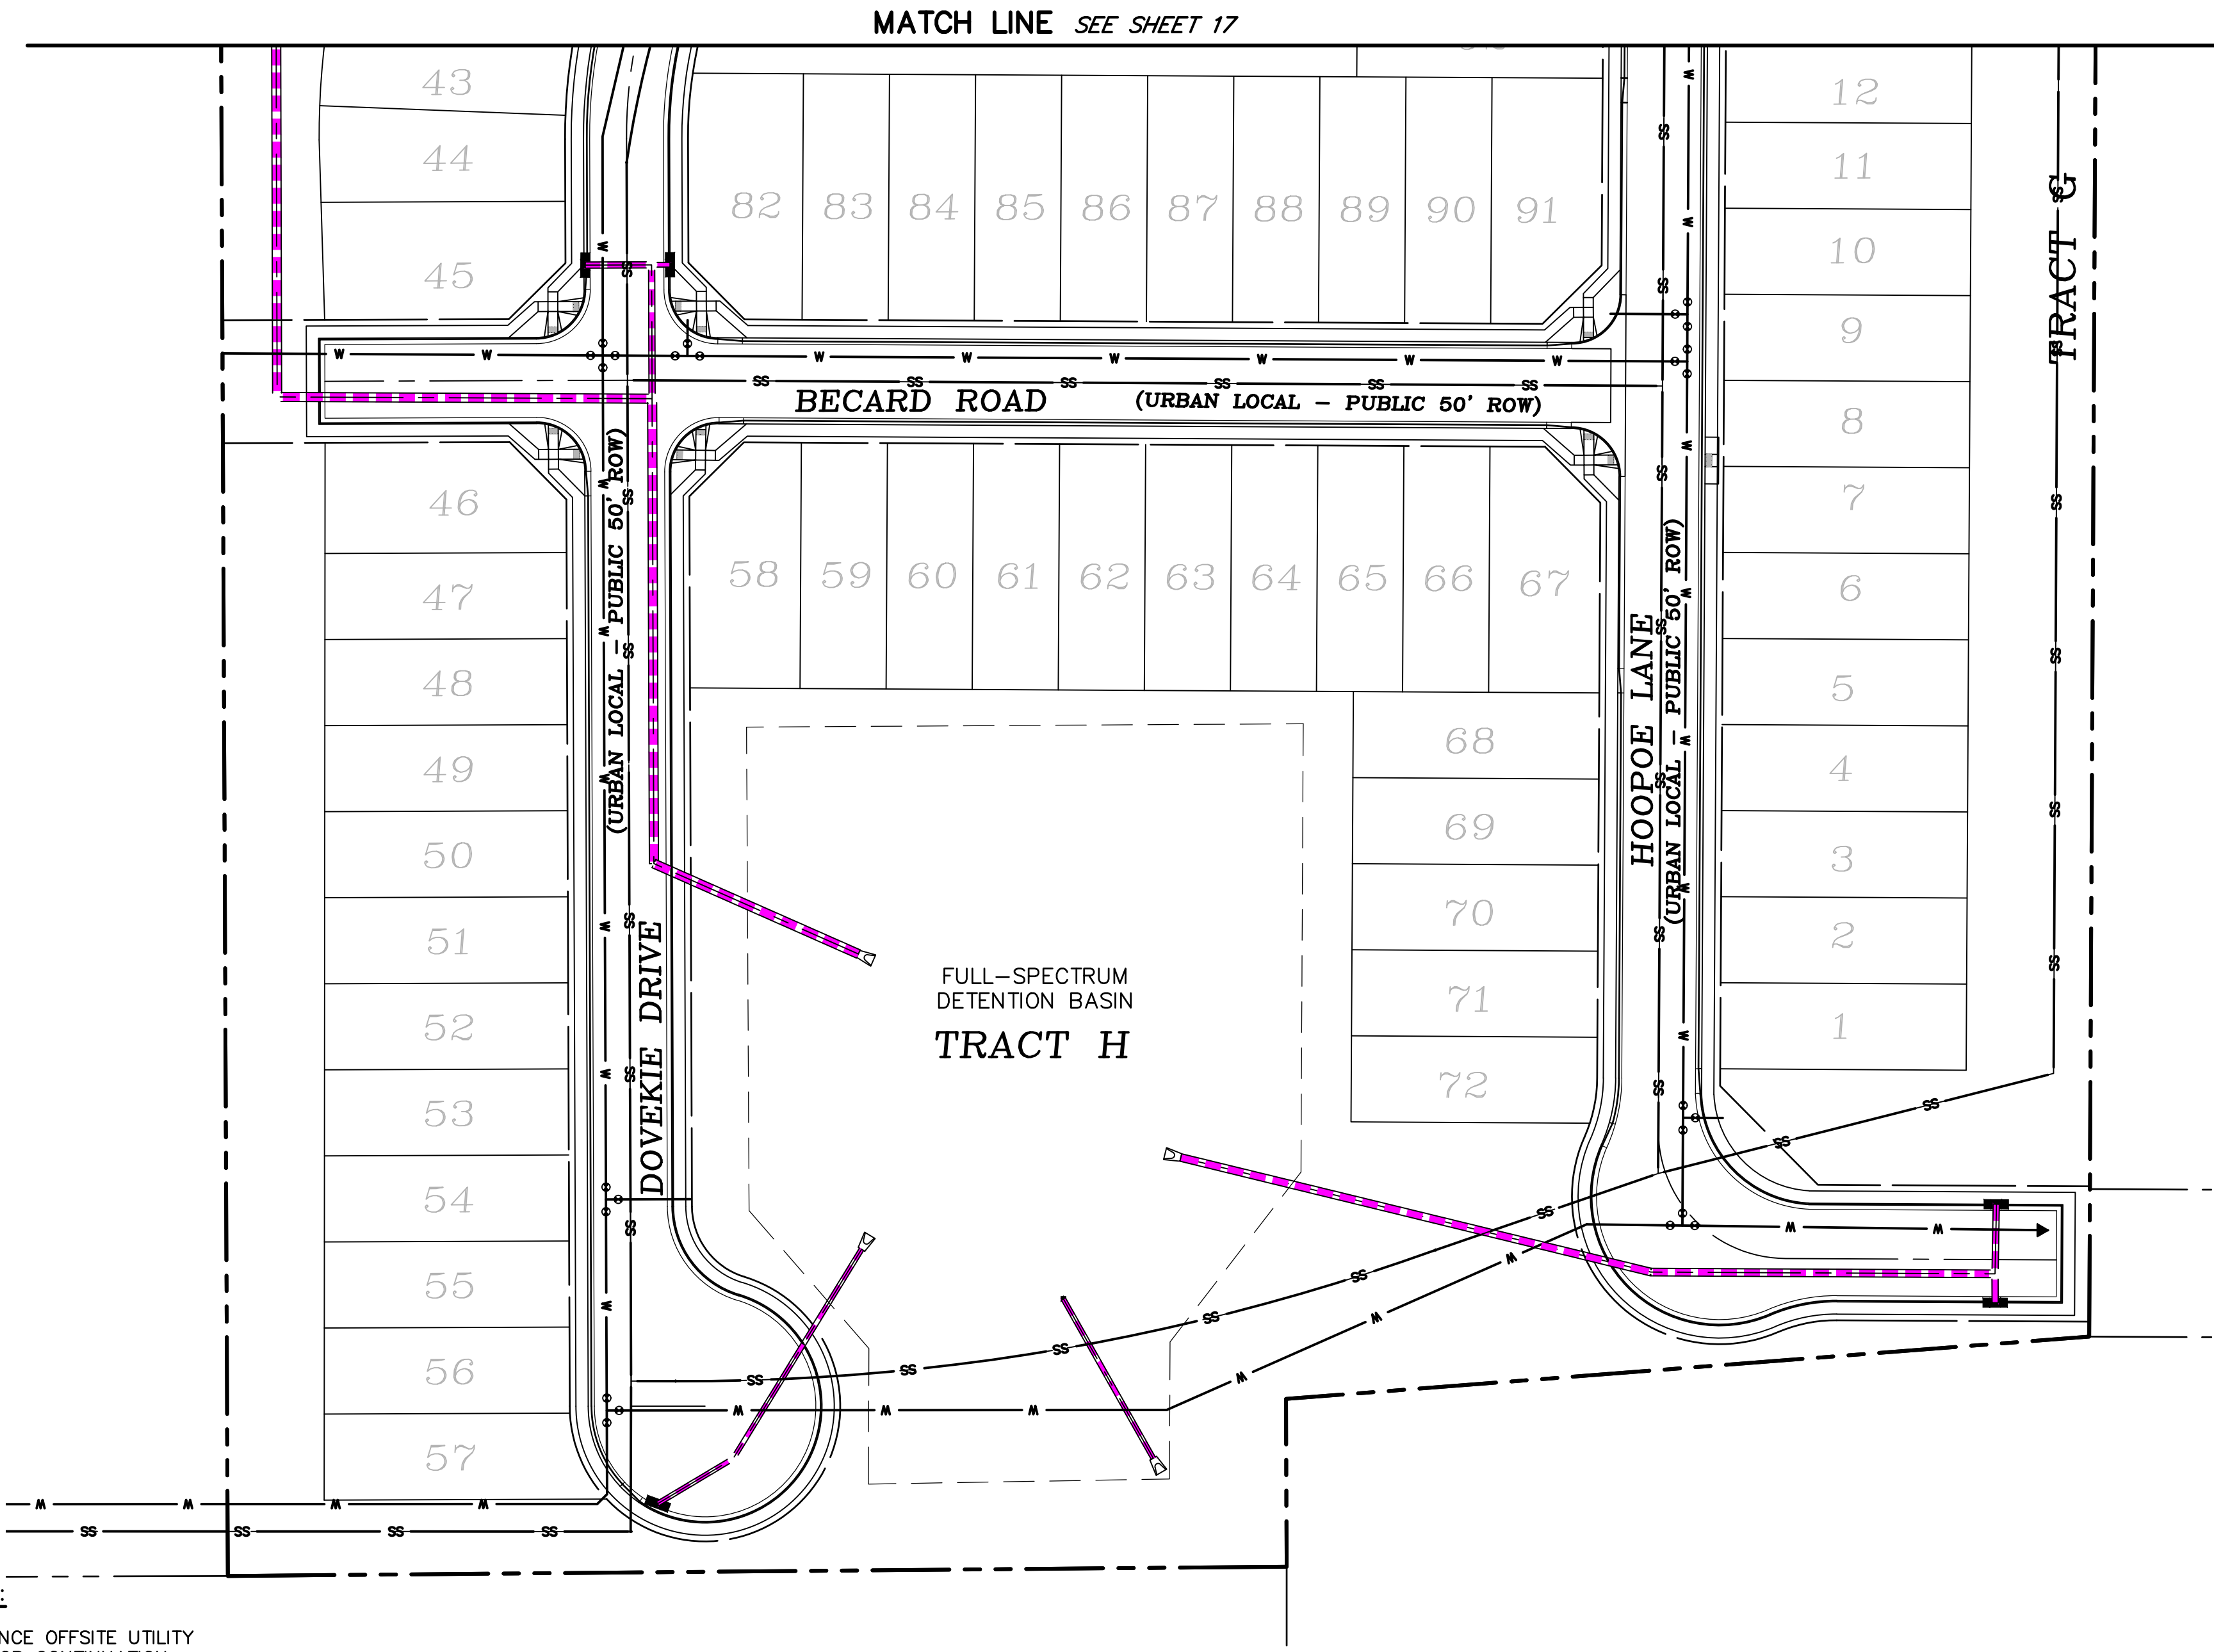 MATCH LINE SEE SHEET 17
43
44
45
82 83 84 85 86 87 88 89 90 91
12
11
10
9
8
7
6
5
4
3
2
1
TRACT G
BECARD ROAD (URBAN LOCAL - PUBLIC 50' ROW)
46
47
48
49
50
51
52
53
54
55
56
57
(URBAN LOCAL - PUBLIC 50' ROW)
DOVEKIE DRIVE
58 59 60 61 62 63 64 65 66 67
68
69
70
71
72
HOOPOE LANE
(URBAN LOCAL - PUBLIC 50' ROW)
FULL-SPECTRUM
DETENTION BASIN
TRACT H
OFFSITE UTILITY